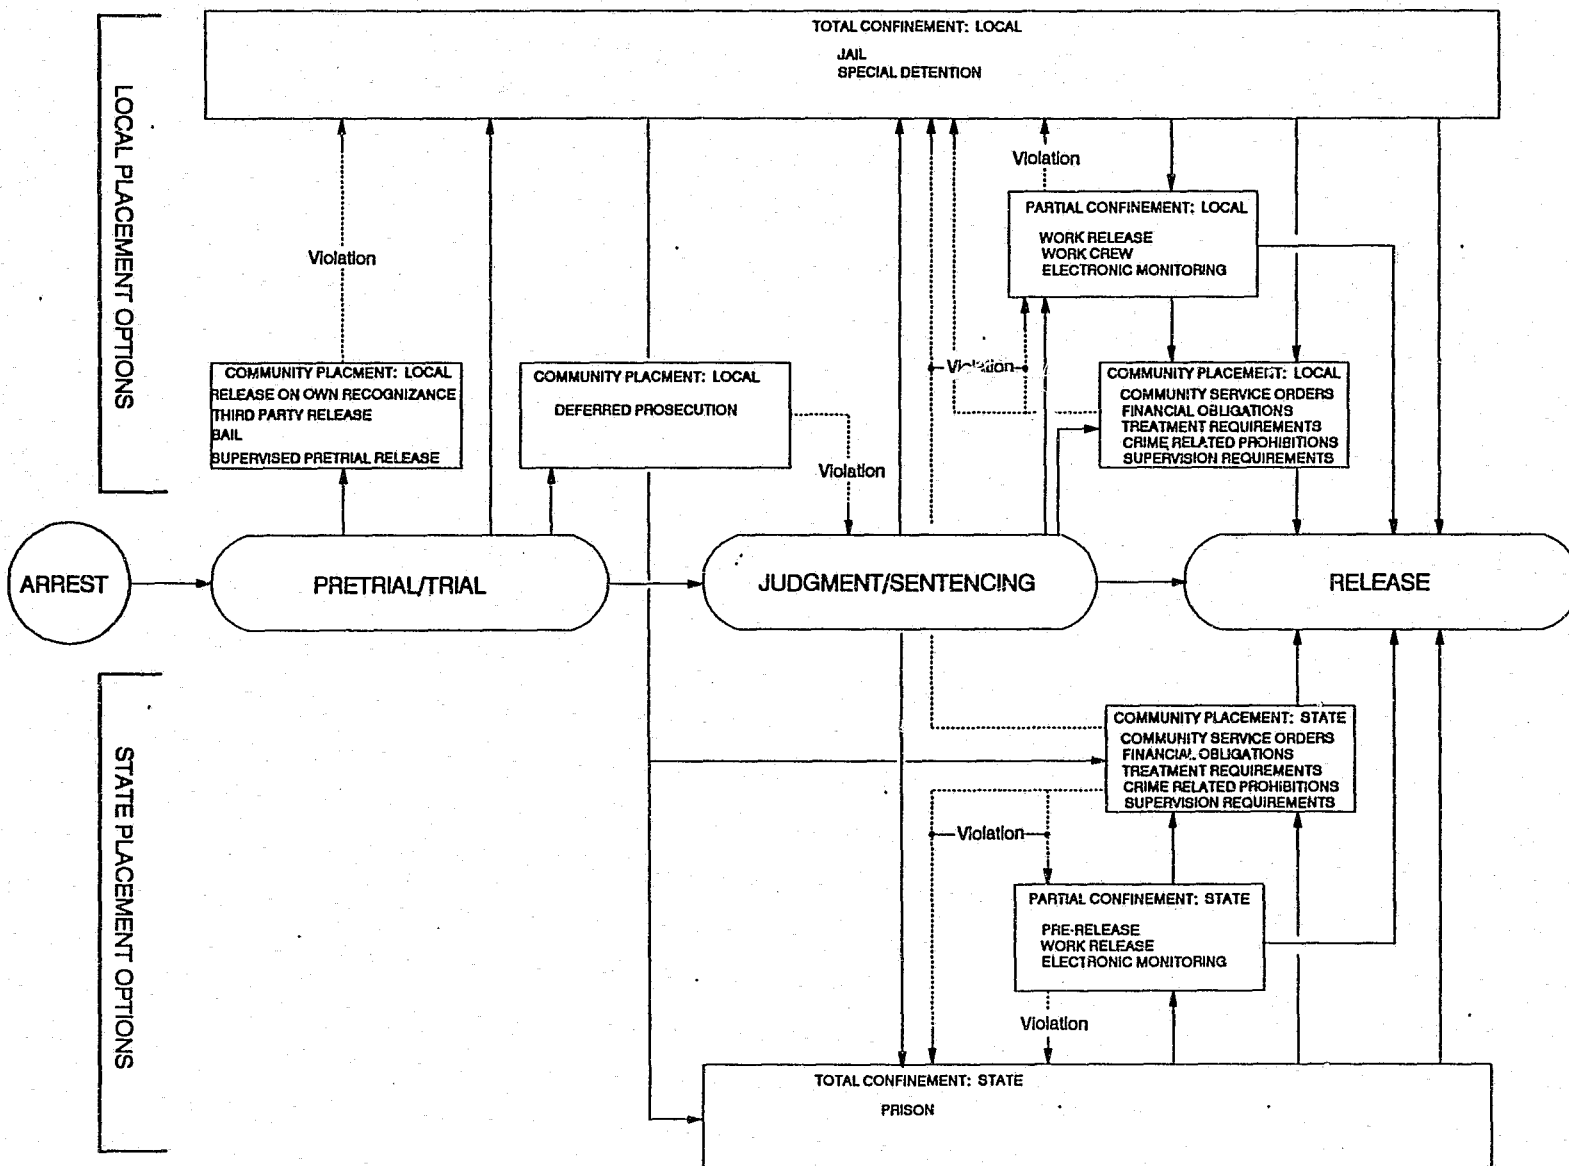 TOTAL CONFINEMENT: LOCAL
JAIL
SPECIAL DETENTION
LOCAL PLACEMENT OPTIONS
Violation
Violation
PARTIAL CONFINEMENT: LOCAL
WORK RELEASE
WORK CREW
ELECTRONIC MONITORING
COMMUNITY PLACMENT: LOCAL
RELEASE ON OWN RECOGNIZANCE
THIRD PARTY RELEASE
BAIL
SUPERVISED PRETRIAL RELEASE
COMMUNITY PLACMENT: LOCAL
DEFERRED PROSECUTION
Violation
Violation
COMMUNITY PLACEMENT: LOCAL
COMMUNITY SERVICE ORDERS
FINANCIAL OBLIGATIONS
TREATMENT REQUIREMENTS
CRIME RELATED PROHIBITIONS
SUPERVISION REQUIREMENTS
ARREST
PRETRIAL/TRIAL
JUDGMENT/SENTENCING
RELEASE
STATE PLACEMENT OPTIONS
COMMUNITY PLACEMENT: STATE
COMMUNITY SERVICE ORDERS
FINANCIAL OBLIGATIONS
TREATMENT REQUIREMENTS
CRIME RELATED PROHIBITIONS
SUPERVISION REQUIREMENTS
Violation
PARTIAL CONFINEMENT: STATE
PRE-RELEASE
WORK RELEASE
ELECTRONIC MONITORING
Violation
TOTAL CONFINEMENT: STATE
PRISON